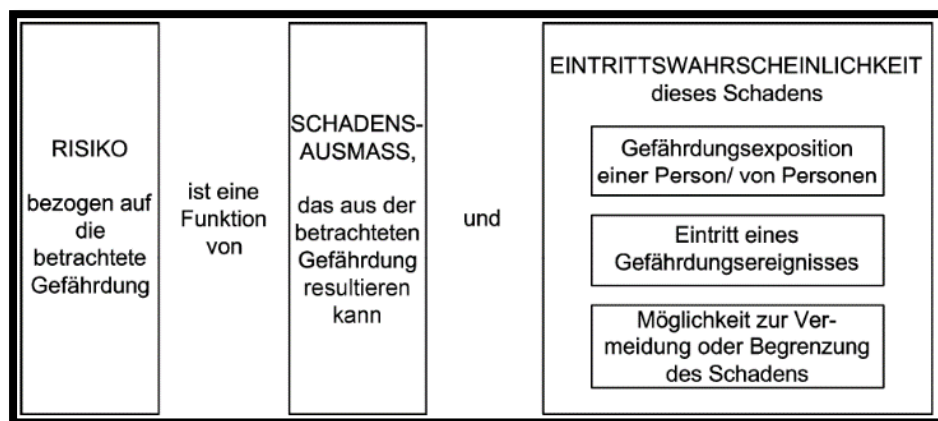 RISIKO
bezogen auf
die
betrachtete
Gefährdung
ist eine
Funktion
von
SCHADENS-
AUSMASS,
das aus der
betrachteten
Gefährdung
resultieren
kann
und
EINTRITTSWAHRSCHEINLICHKEIT
dieses Schadens
Gefährdungsexposition
einer Person/ von Personen
Eintritt eines
Gefährdungsereignisses
Möglichkeit zur Ver-
meidung oder Begrenzung
des Schadens